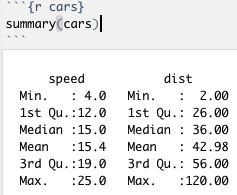 ```{r cars}
summary(cars)
```
speed dist
Min. : 4.0 Min. : 2.00
1st Qu.:12.0 1st Qu.: 26.00
Median :15.0 Median : 36.00
Mean :15.4 Mean : 42.98
3rd Qu.:19.0 3rd Qu.: 56.00
Max. :25.0 Max. :120.00